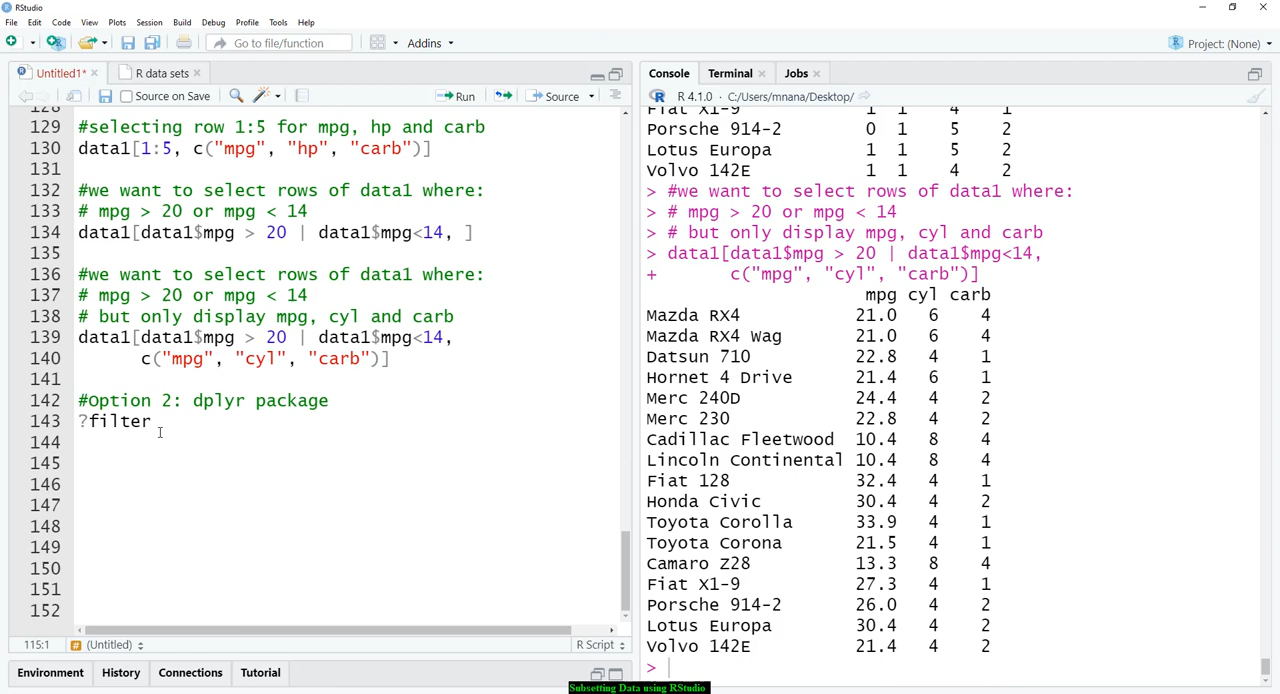 RStudio
File Edit Code View Plots Session Build Debug Profile Tools Help
Go to file/function Addins Project: (None)
Untitled1* R data sets
Source on Save Run Source
128
129 #selecting row 1:5 for mpg, hp and carb
130 data1[1:5, c("mpg", "hp", "carb")]
131
132 #we want to select rows of data1 where:
133 # mpg > 20 or mpg < 14
134 data1[data1$mpg > 20 | data1$mpg<14, ]
135
136 #we want to select rows of data1 where:
137 # mpg > 20 or mpg < 14
138 # but only display mpg, cyl and carb
139 data1[data1$mpg > 20 | data1$mpg<14,
140 c("mpg", "cyl", "carb")]
141
142 #Option 2: dplyr package
143 ?filter
144
145
146
147
148
149
150
151
152
115:1 (Untitled) R Script
Environment History Connections Tutorial
Console Terminal Jobs
R 4.1.0 · C:/Users/mnana/Desktop/
Fiat X1-9 1 1 4 1
Porsche 914-2 0 1 5 2
Lotus Europa 1 1 5 2
Volvo 142E 1 1 4 2
> #we want to select rows of data1 where:
> # mpg > 20 or mpg < 14
> # but only display mpg, cyl and carb
> data1[data1$mpg > 20 | data1$mpg<14,
+ c("mpg", "cyl", "carb")]
mpg cyl carb
Mazda RX4 21.0 6 4
Mazda RX4 Wag 21.0 6 4
Datsun 710 22.8 4 1
Hornet 4 Drive 21.4 6 1
Merc 240D 24.4 4 2
Merc 230 22.8 4 2
Cadillac Fleetwood 10.4 8 4
Lincoln Continental 10.4 8 4
Fiat 128 32.4 4 1
Honda Civic 30.4 4 2
Toyota Corolla 33.9 4 1
Toyota Corona 21.5 4 1
Camaro Z28 13.3 8 4
Fiat X1-9 27.3 4 1
Porsche 914-2 26.0 4 2
Lotus Europa 30.4 4 2
Volvo 142E 21.4 4 2
>
Subsetting Data using RStudio